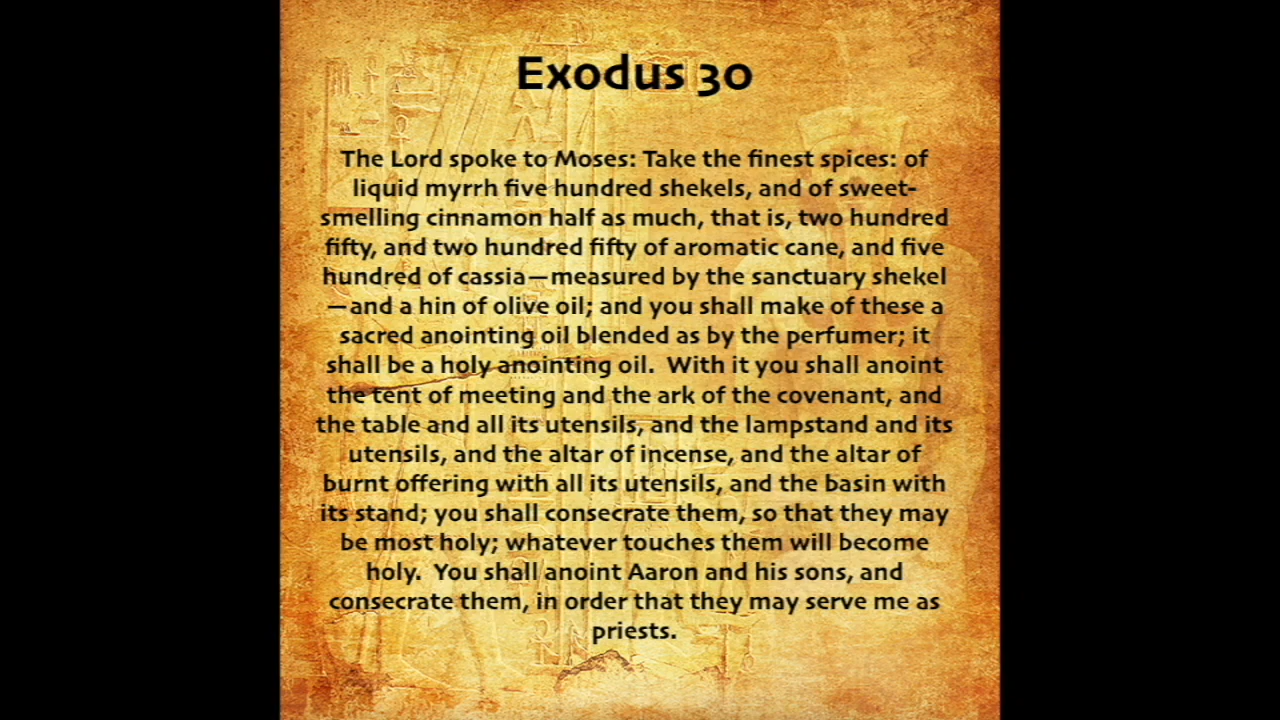 Exodus 30
The Lord spoke to Moses: Take the finest spices: of
liquid myrrh five hundred shekels, and of sweet-
smelling cinnamon half as much, that is, two hundred
fifty, and two hundred fifty of aromatic cane, and five
hundred of cassia—measured by the sanctuary shekel
—and a hin of olive oil; and you shall make of these a
sacred anointing oil blended as by the perfumer; it
shall be a holy anointing oil.  With it you shall anoint
the tent of meeting and the ark of the covenant, and
the table and all its utensils, and the lampstand and its
utensils, and the altar of incense, and the altar of
burnt offering with all its utensils, and the basin with
its stand; you shall consecrate them, so that they may
be most holy; whatever touches them will become
holy.  You shall anoint Aaron and his sons, and
consecrate them, in order that they may serve me as
priests.